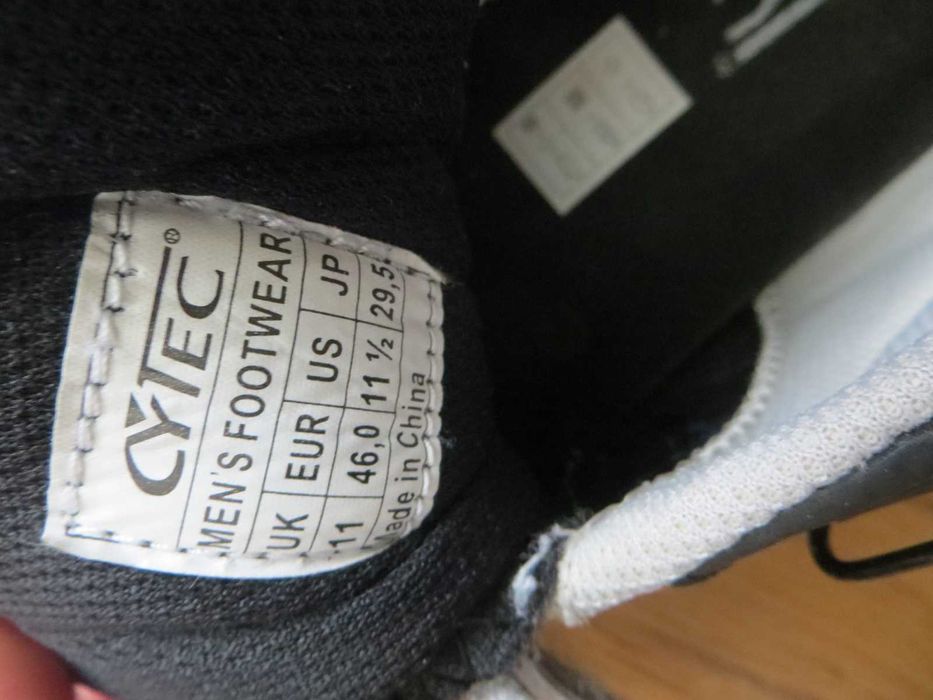 CYTEC®
MEN'S FOOTWEAR
UK EUR US JP
11 46,0 11 ½ 29,5
Made in China